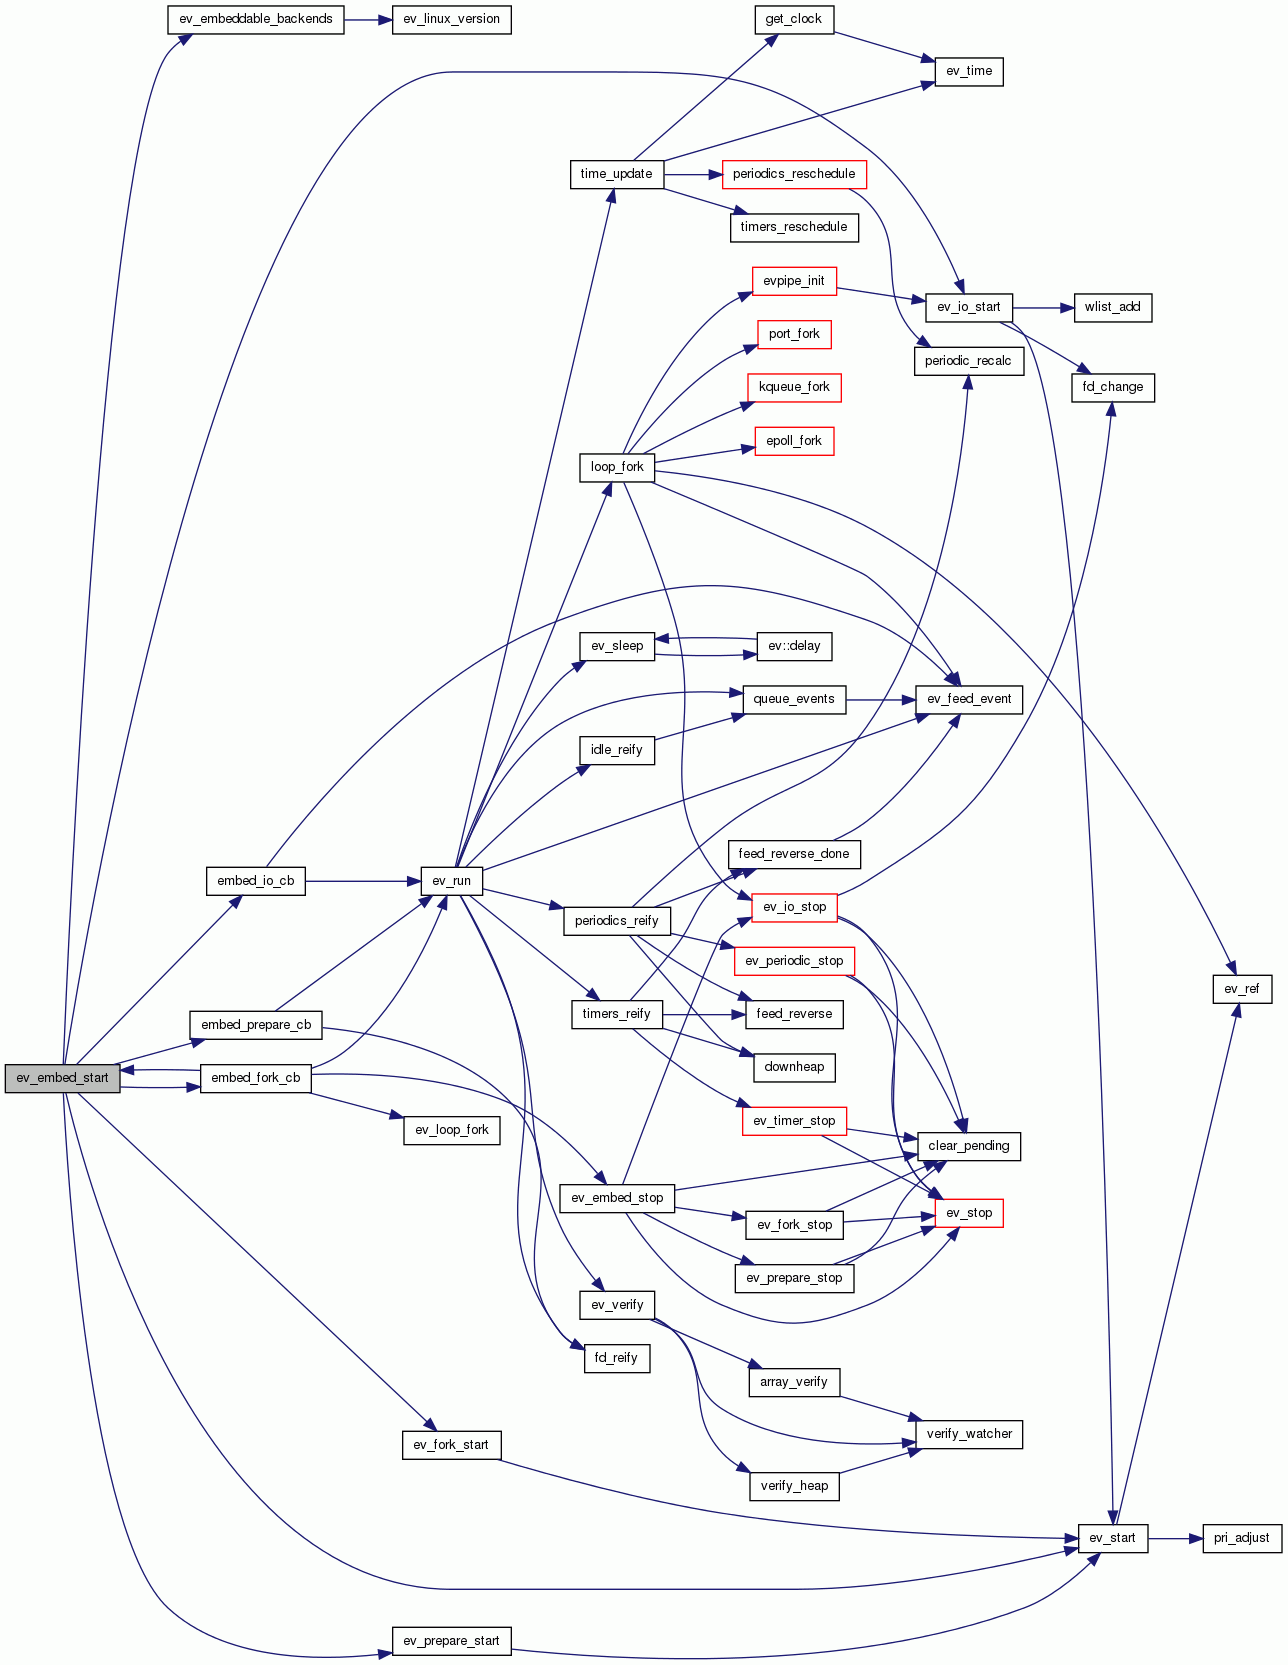 ev_embeddable_backends
ev_linux_version
get_clock
ev_time
time_update
periodics_reschedule
timers_reschedule
evpipe_init
ev_io_start
wlist_add
port_fork
periodic_recalc
kqueue_fork
fd_change
epoll_fork
loop_fork
ev_sleep
ev::delay
queue_events
ev_feed_event
idle_reify
feed_reverse_done
embed_io_cb
ev_run
ev_io_stop
periodics_reify
ev_periodic_stop
ev_ref
embed_prepare_cb
timers_reify
feed_reverse
downheap
ev_embed_start
embed_fork_cb
ev_loop_fork
ev_timer_stop
clear_pending
ev_embed_stop
ev_fork_stop
ev_stop
ev_prepare_stop
ev_verify
fd_reify
array_verify
verify_watcher
ev_fork_start
verify_heap
ev_start
pri_adjust
ev_prepare_start